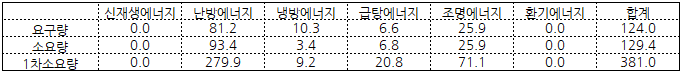 신재생에너지 난방에너지 냉방에너지 급탕에너지 조명에너지 환기에너지 합계
요구량 0.0 81.2 10.3 6.6 25.9 0.0 124.0
소요량 0.0 93.4 3.4 6.8 25.9 0.0 129.4
1차소요량 0.0 279.9 9.2 20.8 71.1 0.0 381.0